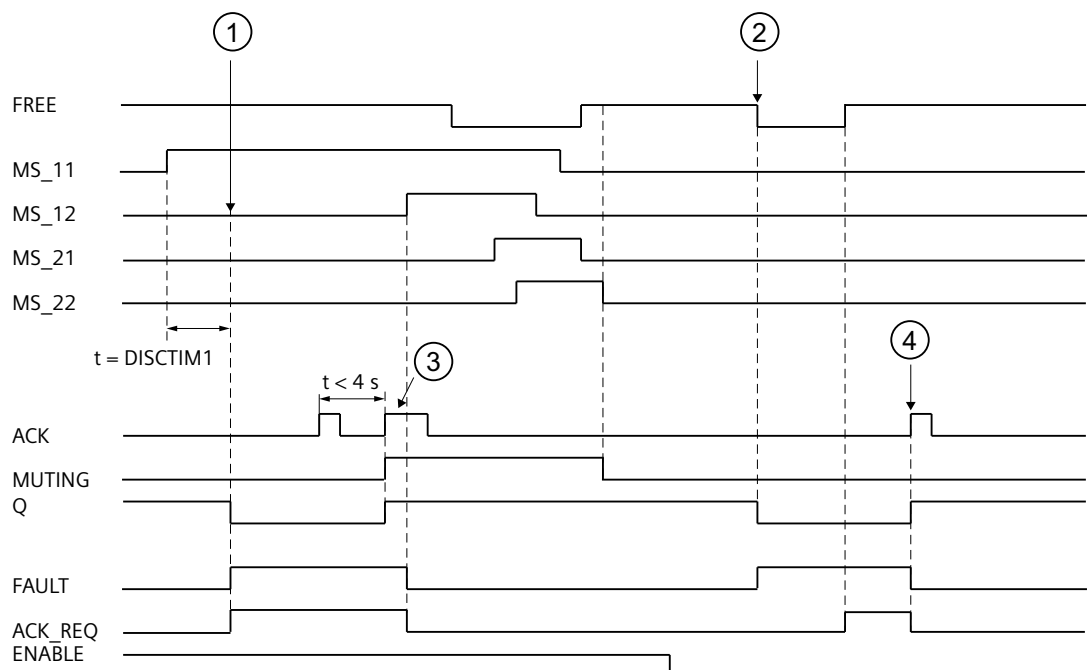 1
2
FREE
MS_11
MS_12
MS_21
MS_22
t = DISCTIM1
3
4
t < 4 s
ACK
MUTING
Q
FAULT
ACK_REQ
ENABLE